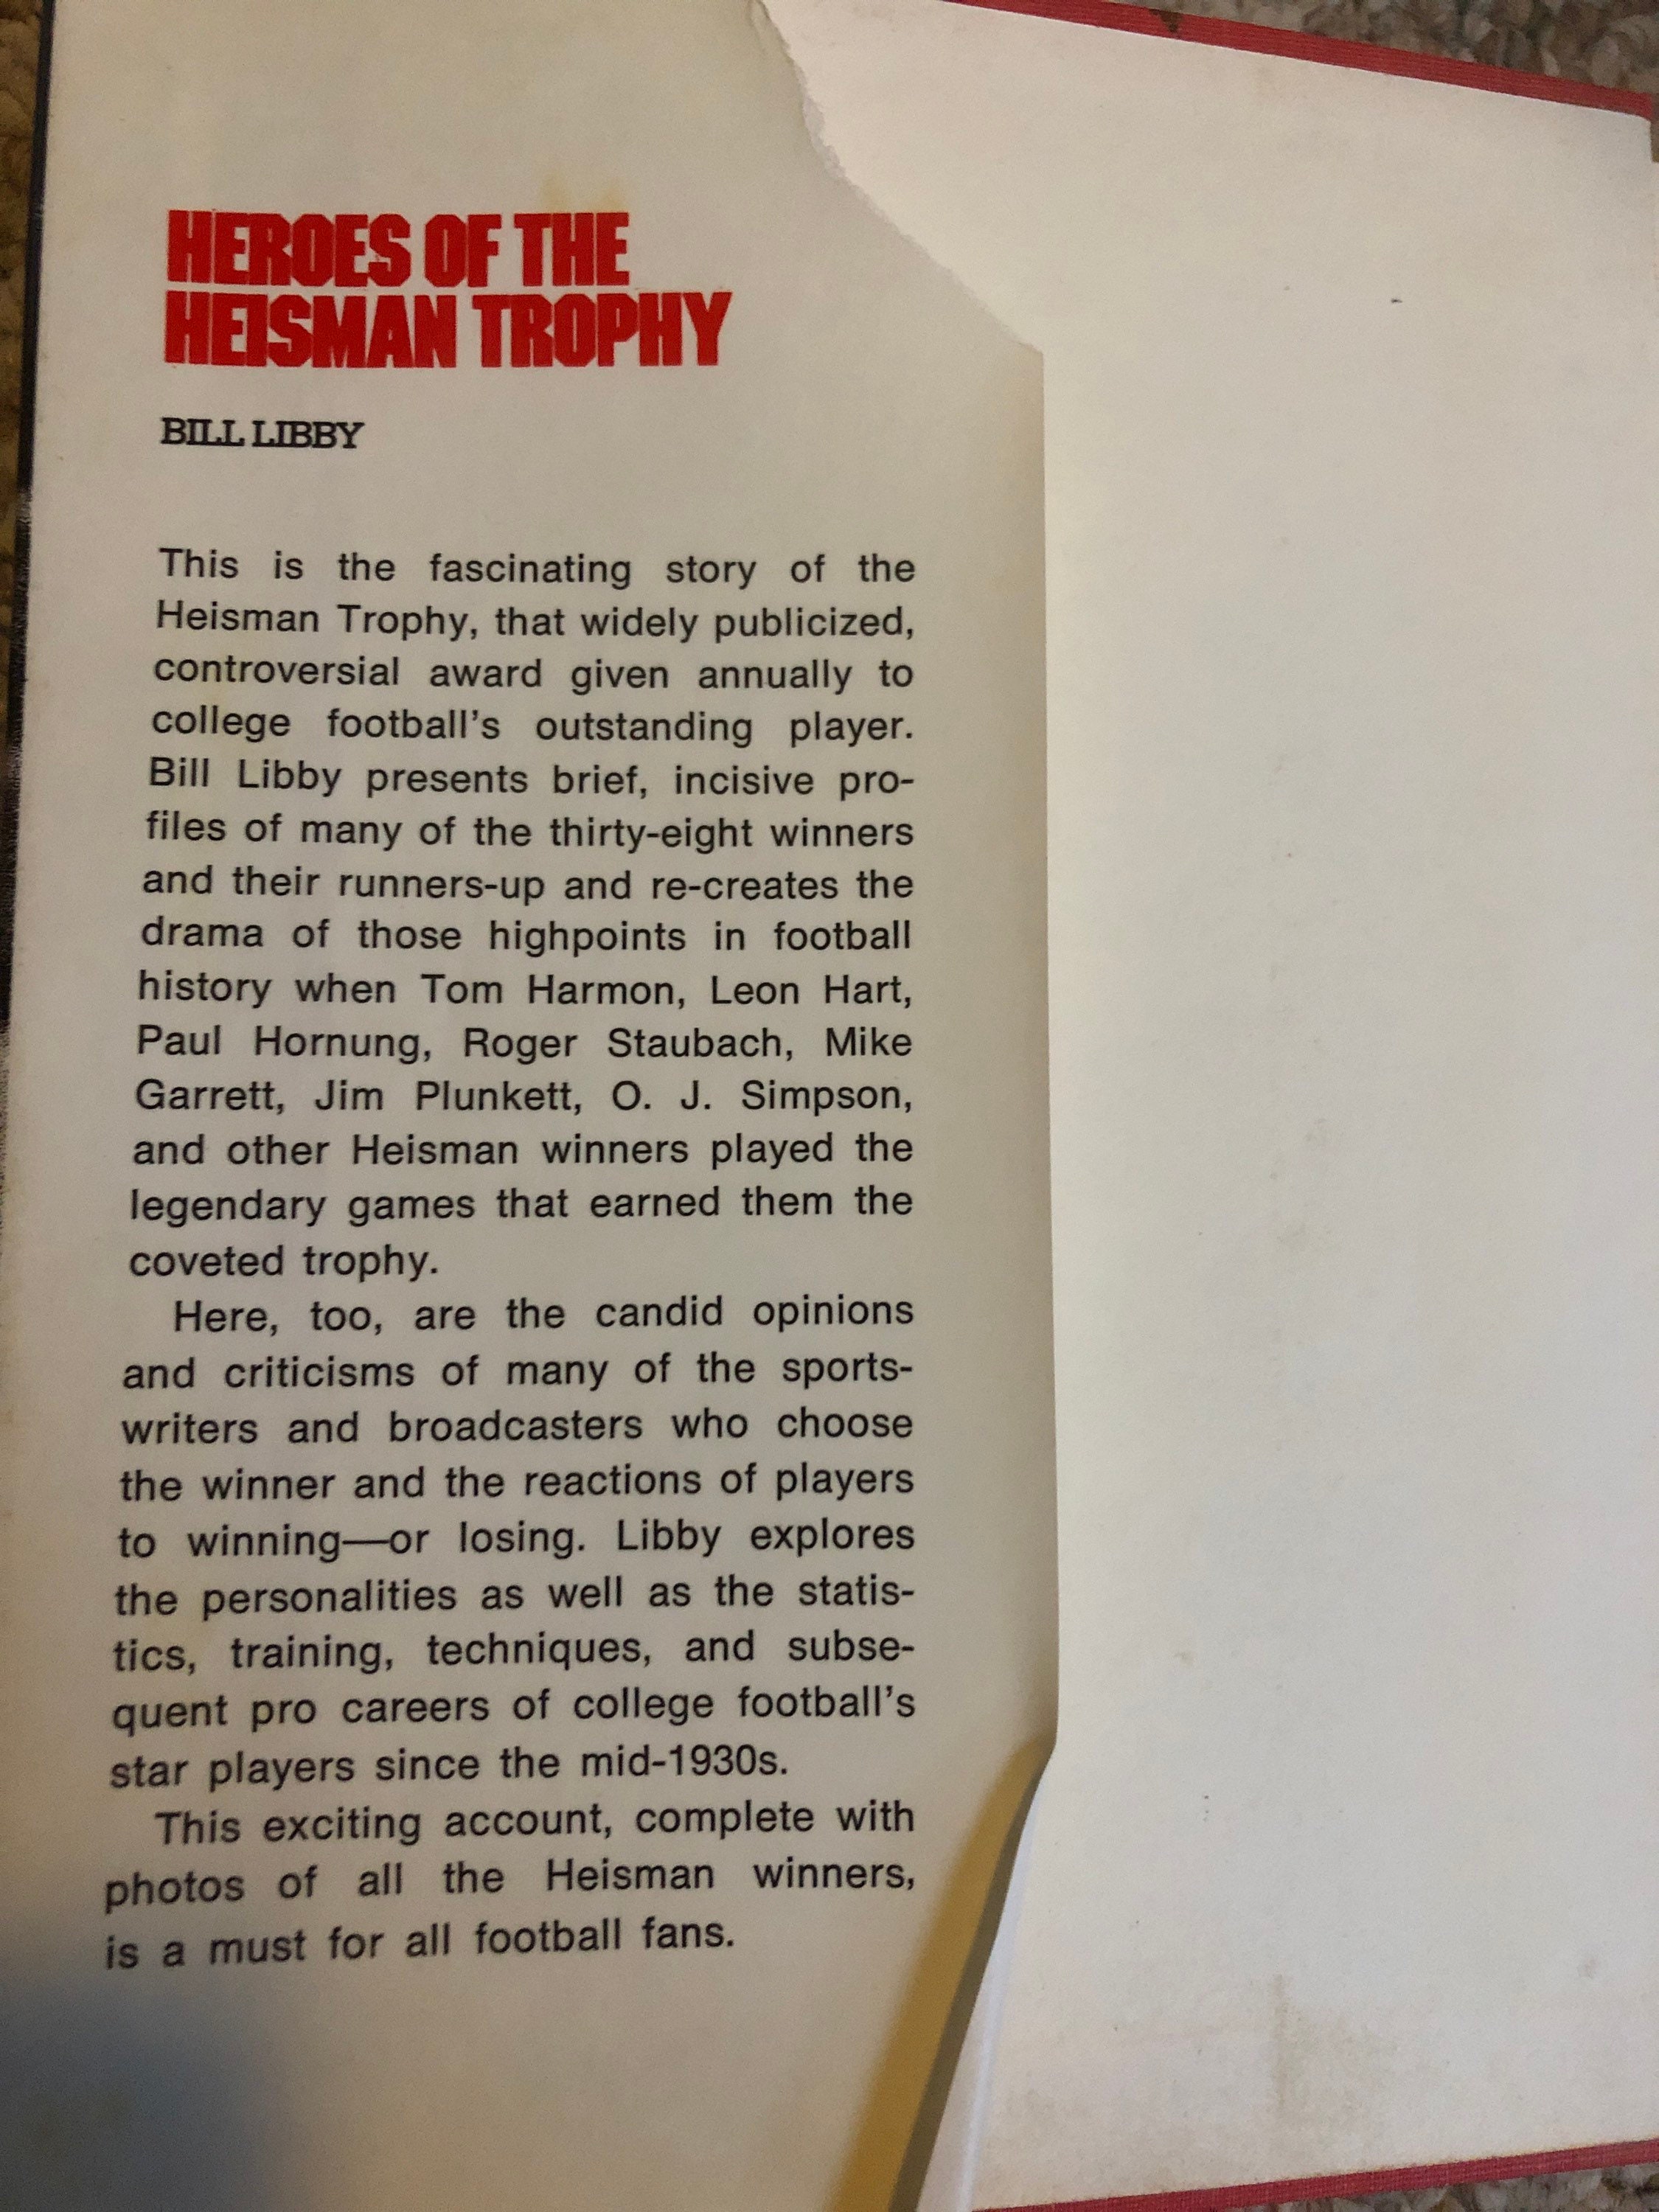 HEROES OF THE
HEISMAN TROPHY
BILL LIBBY
This is the fascinating story of the
Heisman Trophy, that widely publicized,
controversial award given annually to
college football's outstanding player.
Bill Libby presents brief, incisive pro-
files of many of the thirty-eight winners
and their runners-up and re-creates the
drama of those highpoints in football
history when Tom Harmon, Leon Hart,
Paul Hornung, Roger Staubach, Mike
Garrett, Jim Plunkett, O. J. Simpson,
and other Heisman winners played the
legendary games that earned them the
coveted trophy.
Here, too, are the candid opinions
and criticisms of many of the sports-
writers and broadcasters who choose
the winner and the reactions of players
to winning—or losing. Libby explores
the personalities as well as the statis-
tics, training, techniques, and subse-
quent pro careers of college football's
star players since the mid-1930s.
This exciting account, complete with
photos of all the Heisman winners,
is a must for all football fans.